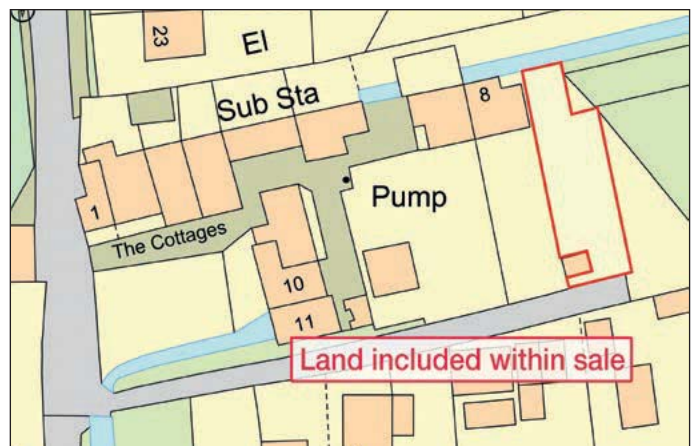 23
El
Sub Sta
8
1
Pump
The Cottages
10
11
Land included within sale